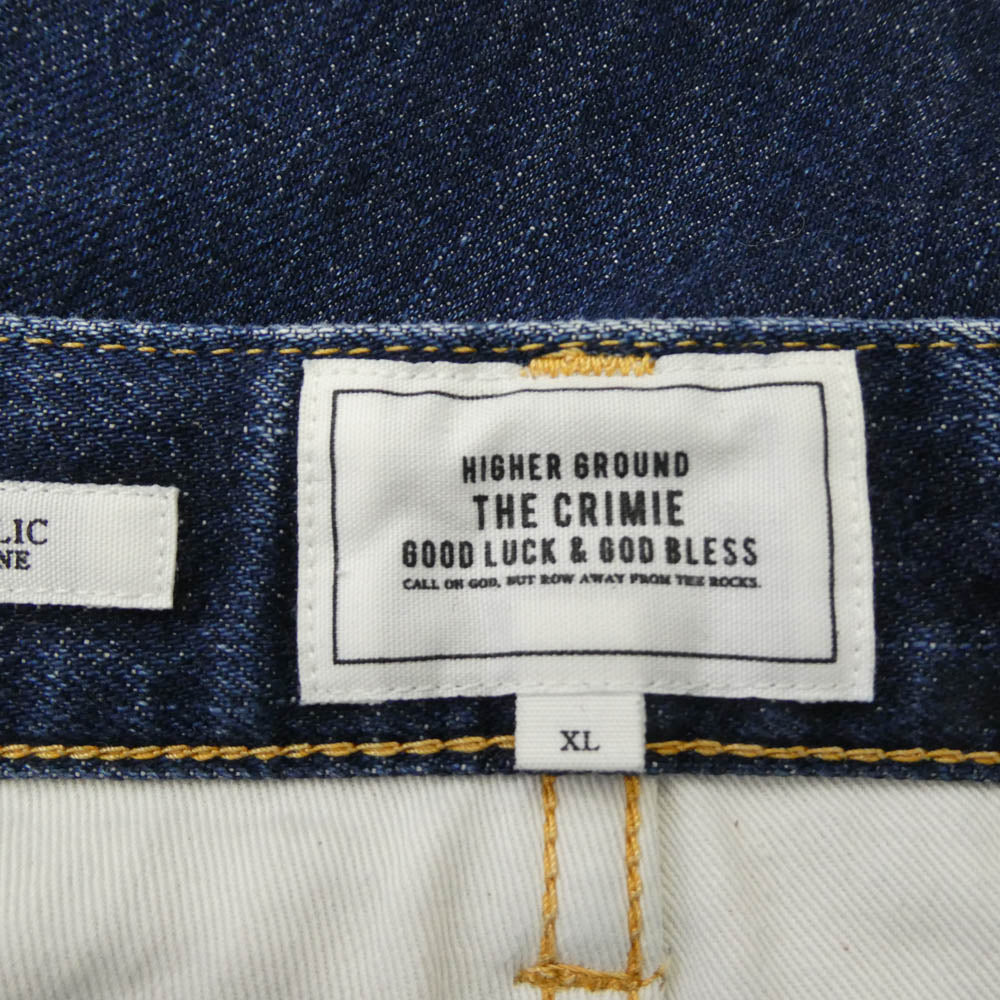 LIC
NE
HIGHER GROUND
THE CRIMIE
GOOD LUCK & GOD BLESS
CALL ON GOD, BUT ROW AWAY FROM THE ROCKS.
XL